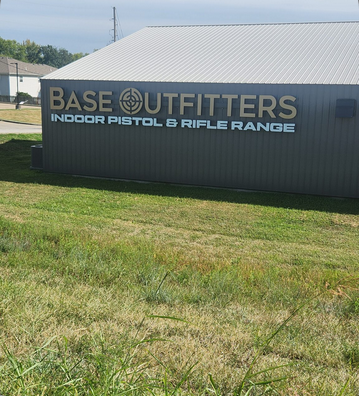 BASE OUTFITTERS
INDOOR PISTOL & RIFLE RANGE